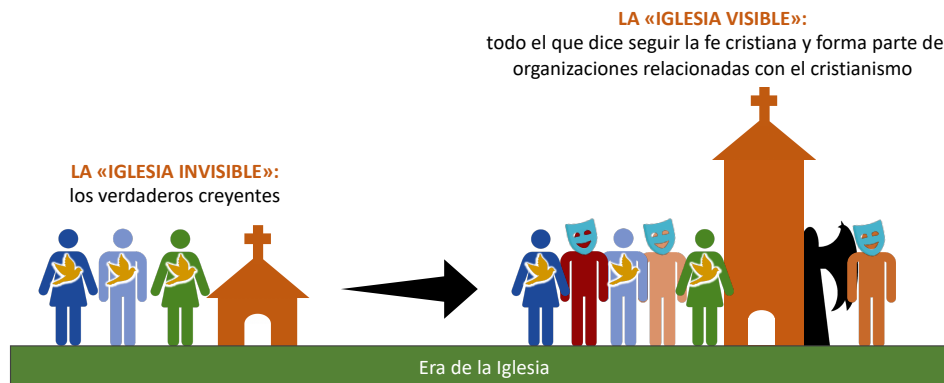 LA «IGLESIA VISIBLE»:
todo el que dice seguir la fe cristiana y forma parte de
organizaciones relacionadas con el cristianismo
LA «IGLESIA INVISIBLE»:
los verdaderos creyentes
Era de la Iglesia